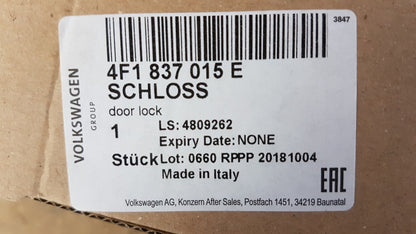 3847
VOLKSWAGEN
GROUP
4F1 837 015 E
SCHLOSS
door lock
1
LS: 4809262
Expiry Date: NONE
Stück Lot: 0660 RPPP 20181004
Made in Italy
EAC
Volkswagen AG, Konzern After Sales, Postfach 1451, 34219 Baunatal